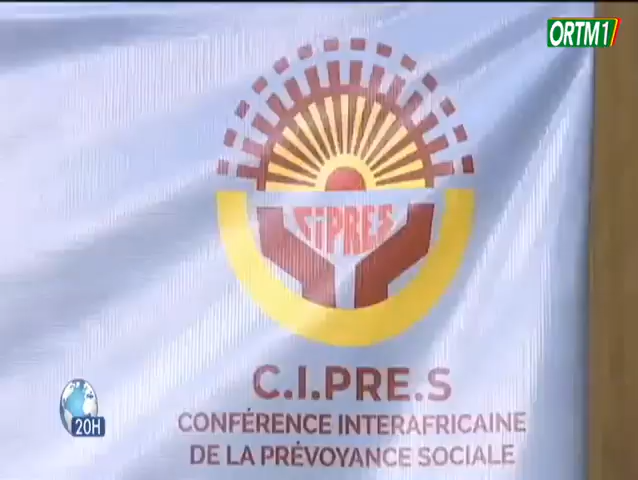 ORTM1
CIPRES
C.I.PRE.S
CONFÉRENCE INTERAFRICAINE
DE LA PRÉVOYANCE SOCIALE
20H